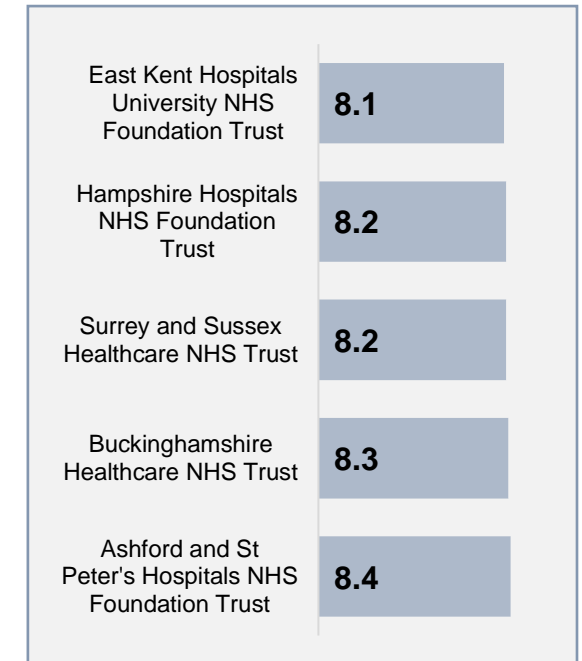 East Kent Hospitals
University NHS
Foundation Trust
8.1
Hampshire Hospitals
NHS Foundation
Trust
8.2
Surrey and Sussex
Healthcare NHS Trust
8.2
Buckinghamshire
Healthcare NHS Trust
8.3
Ashford and St
Peter's Hospitals NHS
Foundation Trust
8.4